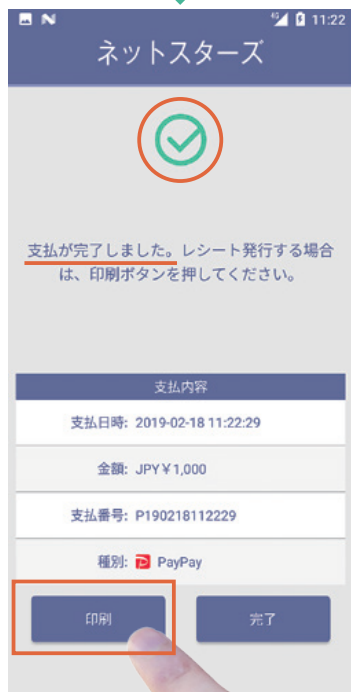 11:22
ネットスターズ
支払が完了しました。レシート発行する場合
は、印刷ボタンを押してください。
支払内容
支払日時: 2019-02-18 11:22:29
金額: JPY￥1,000
支払番号: P190218112229
種別: PayPay
印刷
完了